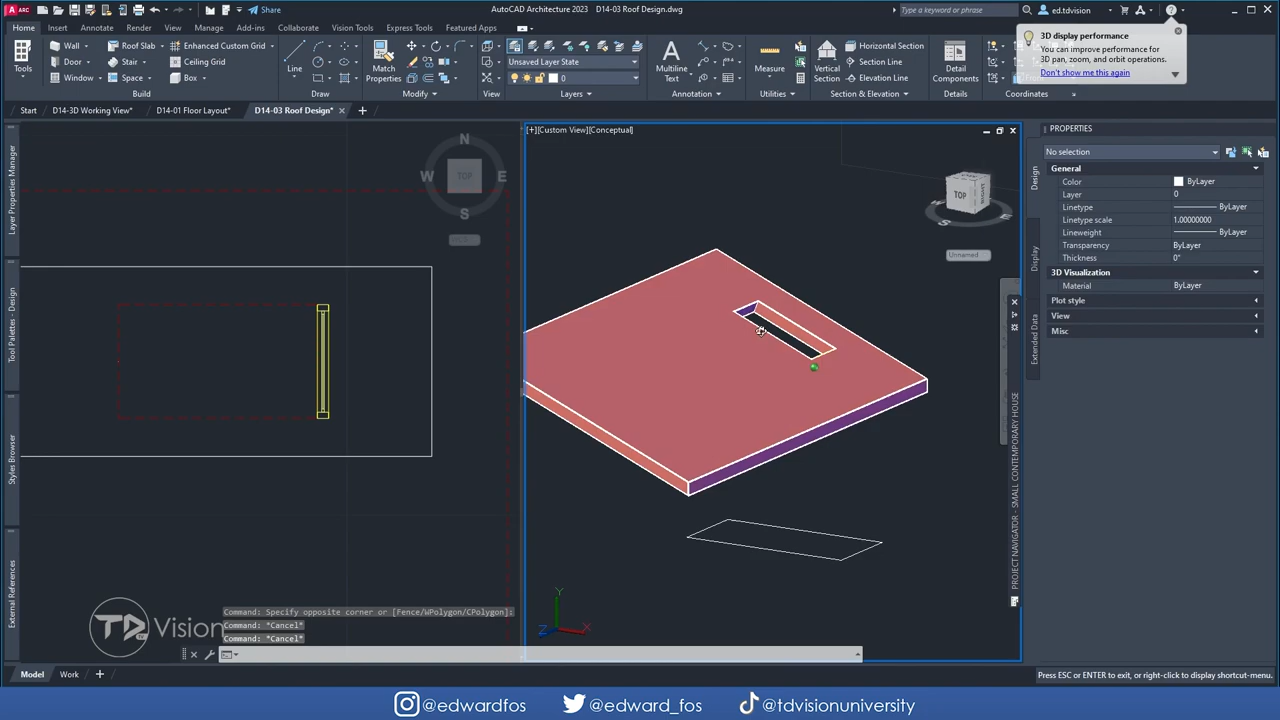 A ARC
Share
AutoCAD Architecture 2023 D14-03 Roof Design.dwg
Type a keyword or phrase
ed.tdvision
Home Insert Annotate Render View Manage Add-ins Collaborate Vision Tools Express Tools Featured Apps
3D display performance
You can improve performance for
3D pan, zoom, and orbit operations.
Don't show me this again
Tools
Wall
Door
Window
Roof Slab
Stair
Space
Enhanced Custom Grid
Ceiling Grid
Box
Line
Match
Properties
Unsaved Layer State
0
Multiline
Text
Measure
Vertical
Section
Horizontal Section
Section Line
Elevation Line
Detail
Components
Build Draw Modify View Layers Annotation Utilities Section & Elevation Details Coordinates
Start D14-3D Working View* D14-01 Floor Layout* D14-03 Roof Design*
[+][Custom View][Conceptual]
N
W TOP E
S
TOP RIGHT
S E
Unnamed
Layer Properties Manager
Tool Palettes - Design
Styles Browser
External References
PROJECT NAVIGATOR - SMALL CONTEMPORARY HOUSE
PROPERTIES
Design
Display
Extended Data
No selection
General
Color ByLayer
Layer 0
Linetype ByLayer
Linetype scale 1.00000000
Lineweight ByLayer
Transparency ByLayer
Thickness 0"
3D Visualization
Material ByLayer
Plot style
View
Misc
Y
Z X
Command: Specify opposite corner or [Fence/WPolygon/CPolygon]:
Command: *Cancel*
Command: *Cancel*
TD Vision
Model Work
Press ESC or ENTER to exit, or right-click to display shortcut-menu.
@edwardfos @edward_fos @tdvisionuniversity